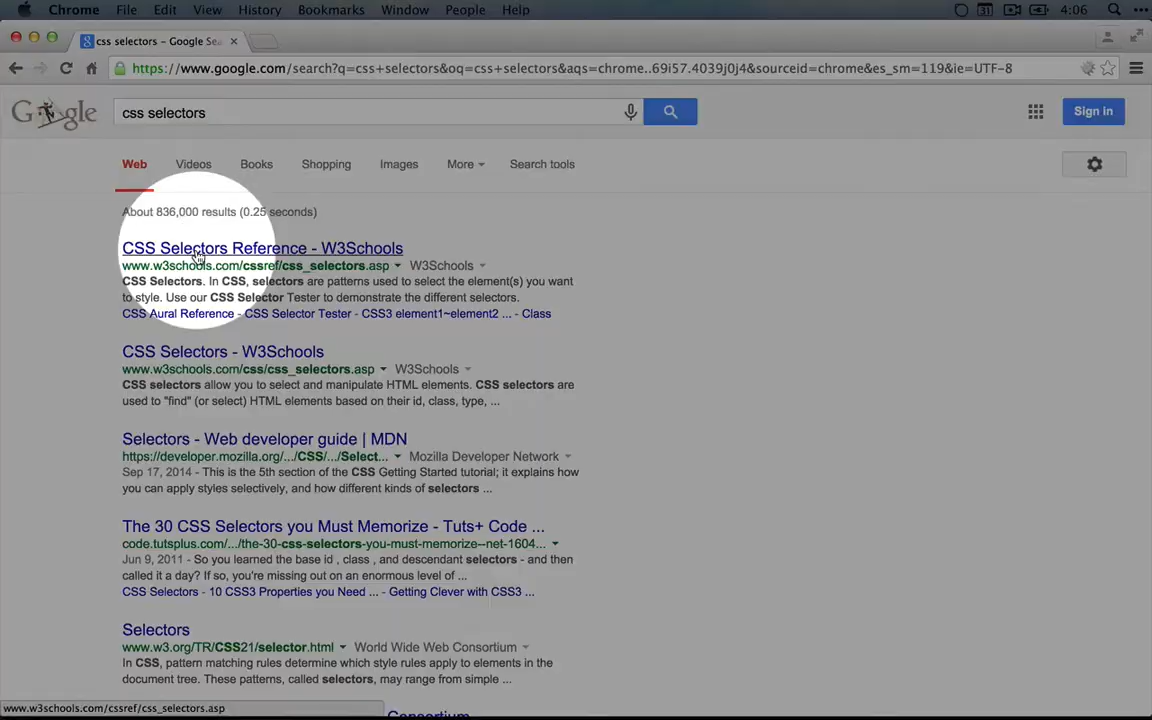 Chrome File Edit View History Bookmarks Window People Help 31 4:06
css selectors - Google Sea
https://www.google.com/search?q=css+selectors&oq=css+selectors&aqs=chrome..69i57.4039j0j4&sourceid=chrome&es_sm=119&ie=UTF-8
Google css selectors Sign in
Web Videos Books Shopping Images More Search tools
About 836,000 results (0.25 seconds)
CSS Selectors Reference - W3Schools
www.w3schools.com/cssref/css_selectors.asp W3Schools
CSS Selectors. In CSS, selectors are patterns used to select the element(s) you want
to style. Use our CSS Selector Tester to demonstrate the different selectors.
CSS Aural Reference - CSS Selector Tester - CSS3 element1~element2 ... - Class
CSS Selectors - W3Schools
www.w3schools.com/css/css_selectors.asp W3Schools
CSS selectors allow you to select and manipulate HTML elements. CSS selectors are
used to "find" (or select) HTML elements based on their id, class, type, ...
Selectors - Web developer guide | MDN
https://developer.mozilla.org/.../CSS/.../Select... Mozilla Developer Network
Sep 17, 2014 - This is the 5th section of the CSS Getting Started tutorial; it explains how
you can apply styles selectively, and how different kinds of selectors ...
The 30 CSS Selectors you Must Memorize - Tuts+ Code ...
code.tutsplus.com/.../the-30-css-selectors-you-must-memorize--net-1604...
Jun 9, 2011 - So you learned the base id , class , and descendant selectors - and then
called it a day? If so, you're missing out on an enormous level of ...
CSS Selectors - 10 CSS3 Properties you Need ... - Getting Clever with CSS3 ...
Selectors
www.w3.org/TR/CSS21/selector.html World Wide Web Consortium
In CSS, pattern matching rules determine which style rules apply to elements in the
document tree. These patterns, called selectors, may range from simple ...
www.w3schools.com/cssref/css_selectors.asp Consortium